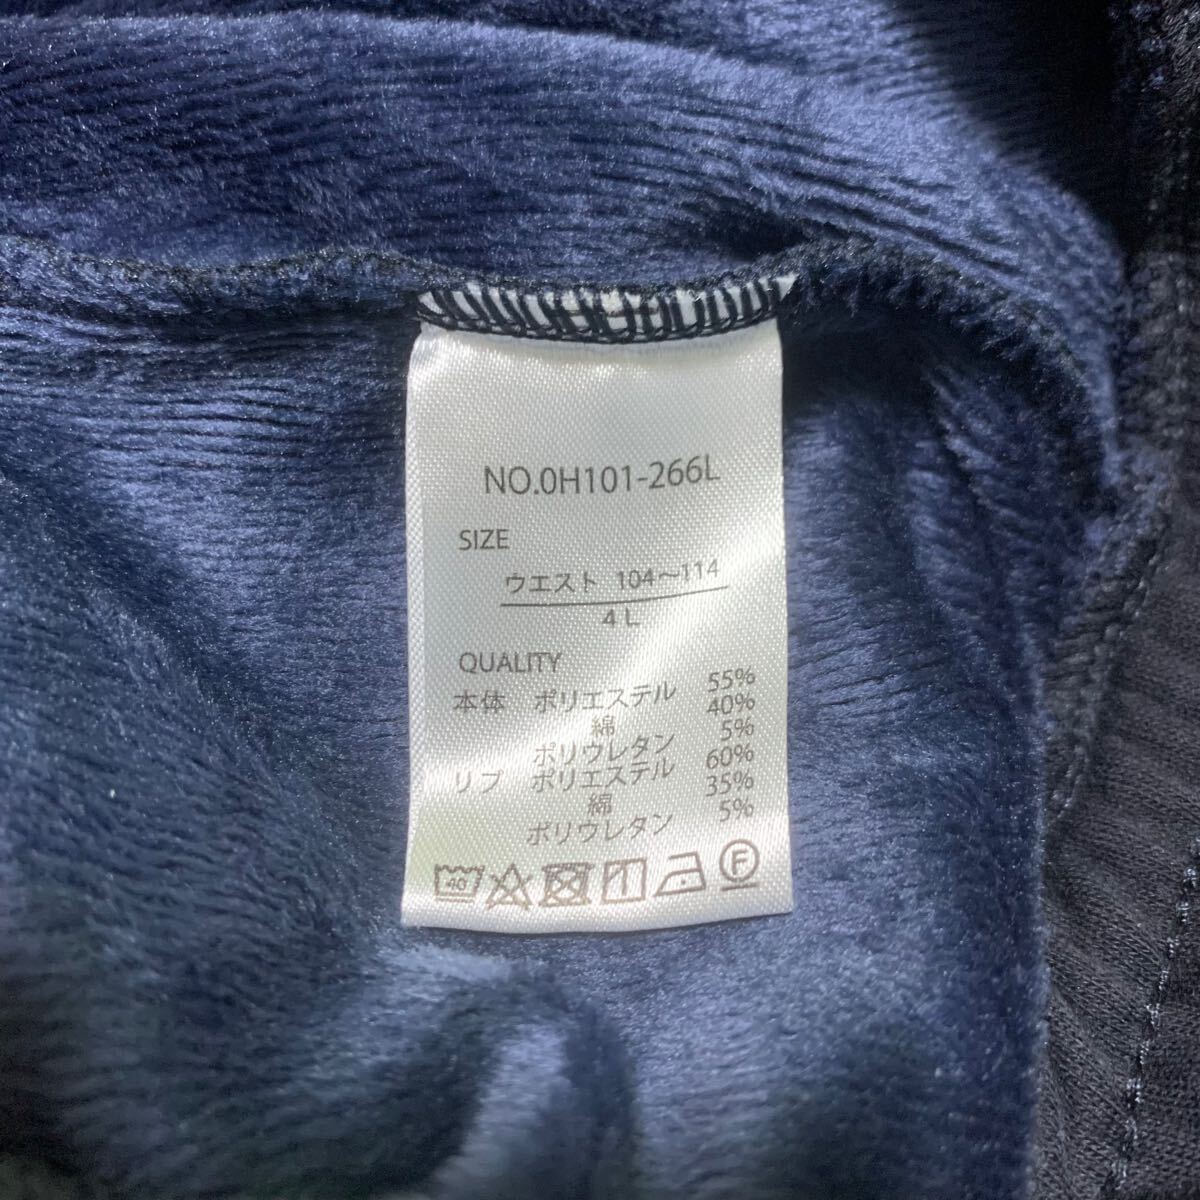 NO.0H101-266L
SIZE
ウエスト 104～114
4L
QUALITY
本体 ポリエステル 55%
綿 40%
ポリウレタン 5%
リブ ポリエステル 60%
綿 35%
ポリウレタン 5%
40 F